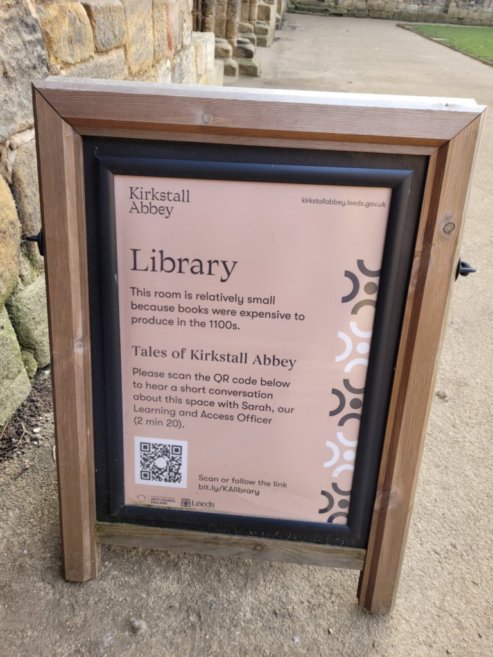 Kirkstall
Abbey
kirkstallabbey.leeds.gov.uk
Library
This room is relatively small
because books were expensive to
produce in the 1100s.
Tales of Kirkstall Abbey
Please scan the QR code below
to hear a short conversation
about this space with Sarah, our
Learning and Access Officer
(2 min 20).
Scan or follow the link
bit.ly/KAlibrary
ARTS COUNCIL
ENGLAND
Leeds